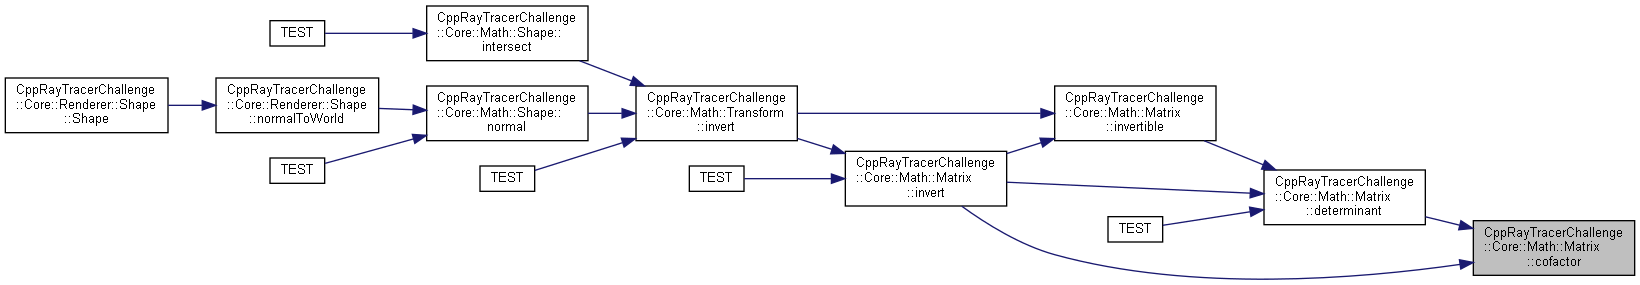 CppRayTracerChallenge
::Core::Math::Shape::
intersect
TEST
CppRayTracerChallenge
::Core::Renderer::Shape
::Shape
CppRayTracerChallenge
::Core::Renderer::Shape
::normalToWorld
CppRayTracerChallenge
::Core::Math::Shape::
normal
CppRayTracerChallenge
::Core::Math::Transform
::invert
CppRayTracerChallenge
::Core::Math::Matrix
::invertible
TEST
TEST
TEST
CppRayTracerChallenge
::Core::Math::Matrix
::invert
CppRayTracerChallenge
::Core::Math::Matrix
::determinant
TEST
CppRayTracerChallenge
::Core::Math::Matrix
::cofactor